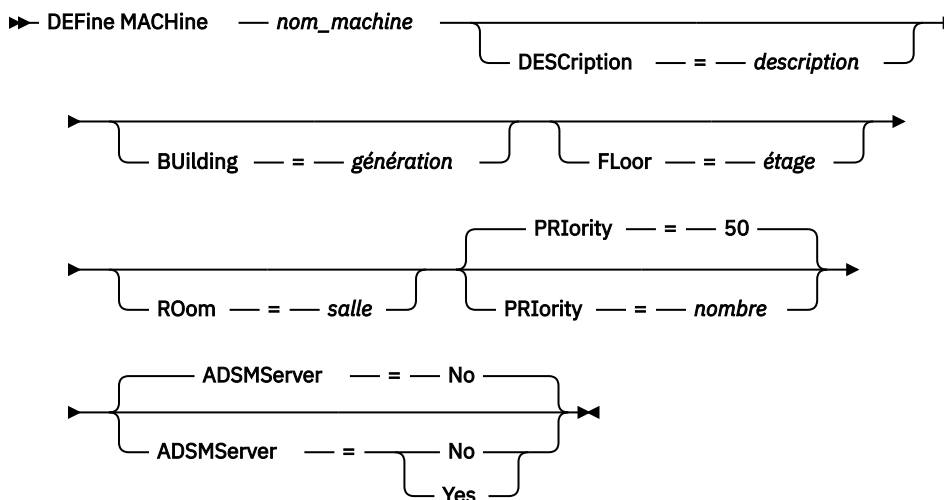 DEFine MACHine nom_machine
DESCription = description
BUilding = génération FLoor = étage
PRIority = 50
ROom = salle PRIority = nombre
ADSMServer = No
ADSMServer = No
Yes